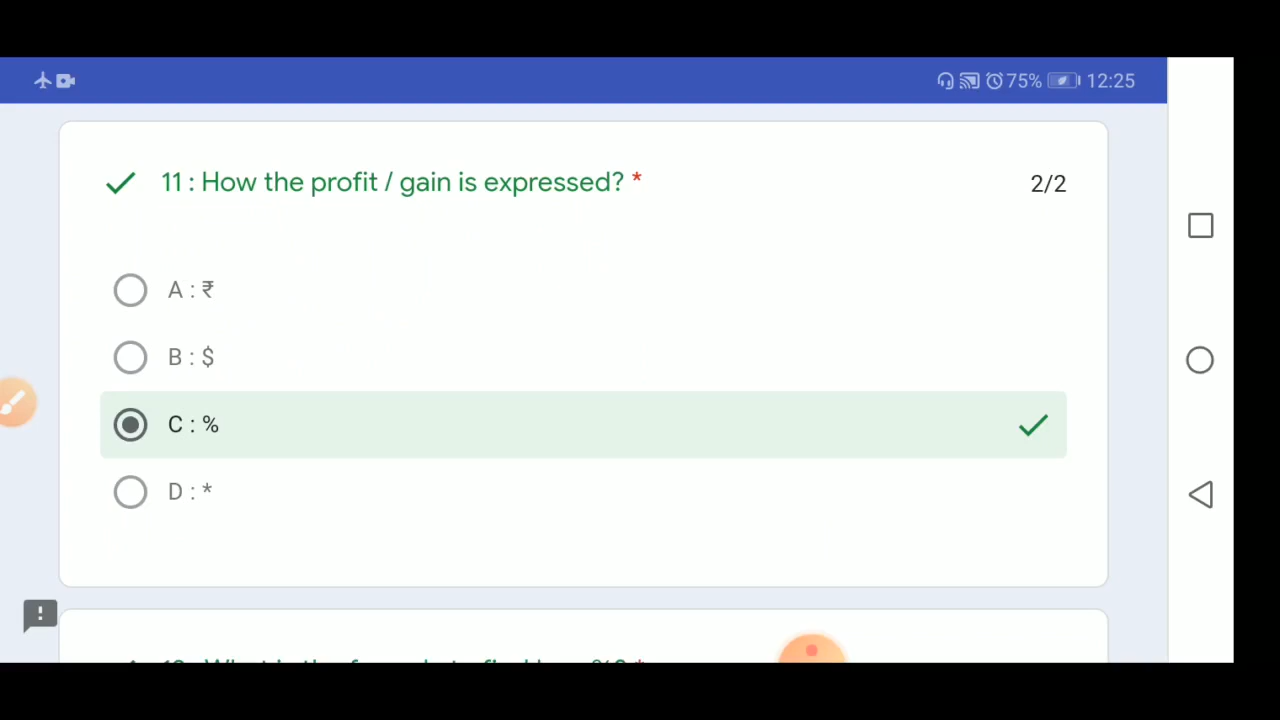 75% 12:25
11 : How the profit / gain is expressed? *
2/2
A : ₹
B : $
C : %
D : *